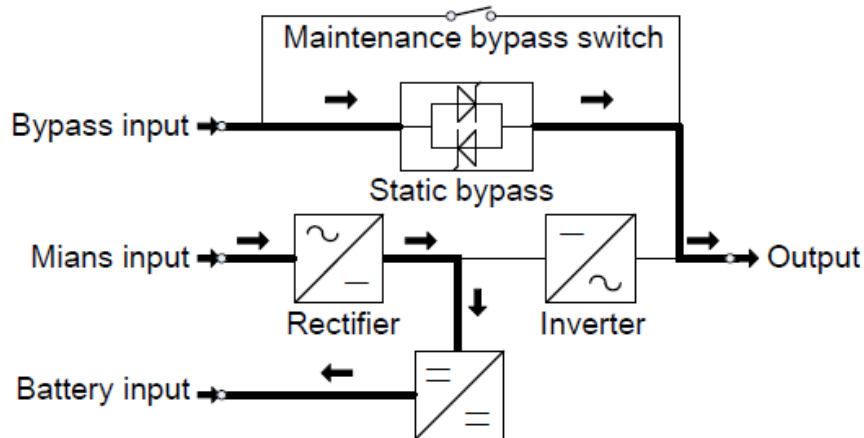 Maintenance bypass switch
Bypass input
Static bypass
Mians input
Output
Rectifier
Inverter
Battery input